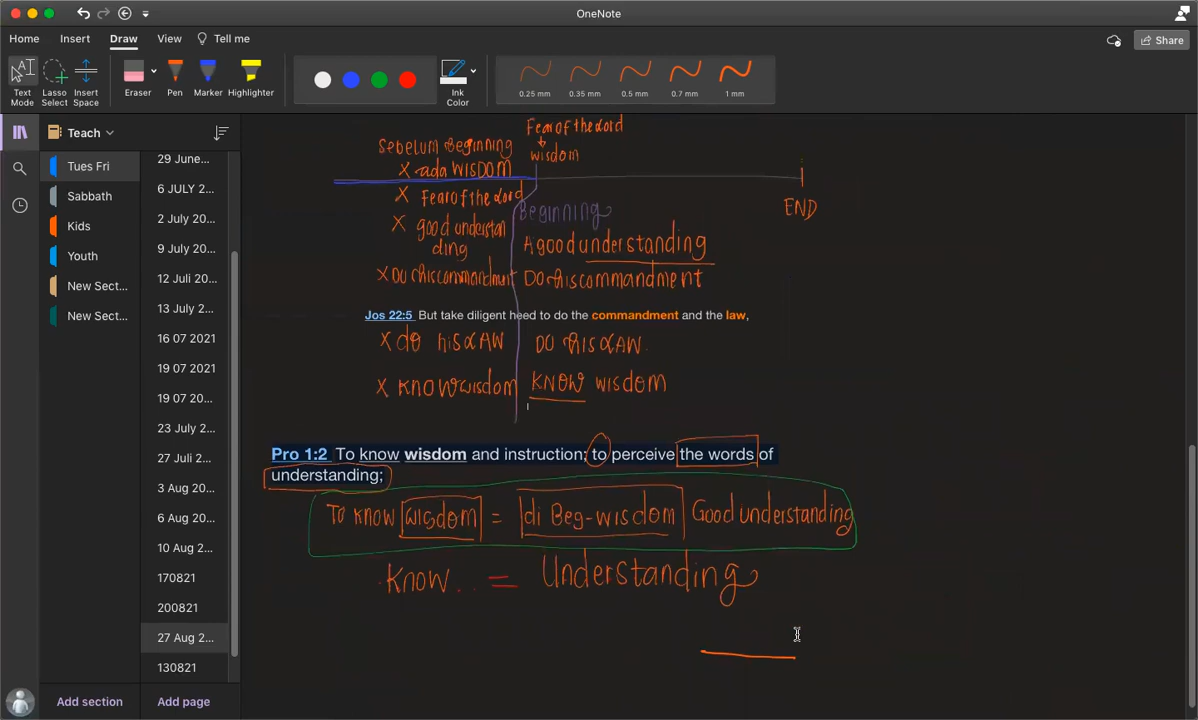 OneNote
Home Insert Draw View Tell me
Share
Text Mode
Lasso Select
Insert Space
Eraser
Pen
Marker
Highlighter
Ink Color
0.25 mm
0.35 mm
0.5 mm
0.7 mm
1 mm
Teach
Tues Fri
Sabbath
Kids
Youth
New Sect...
New Sect...
29 June...
6 JULY 2...
2 July 20...
9 July 20...
12 Juli 20...
13 July 2...
16 07 2021
19 07 2021
19 08 202...
23 July 2...
27 Juli 20...
3 Aug 20...
6 Aug 20...
10 Aug 2...
170821
200821
27 Aug 2...
130821
Add section
Add page
Fear of the Lord
wisdom
Sebelum Beginning
X ada WISDOM
X Fear of the Lord
X good understan
ding
X Do his commandment
Beginning
END
A good understanding
Do his commandment
Jos 22:5 But take diligent heed to do the commandment and the law,
X do his LAW
DO his LAW.
X know wisdom
KNOW wisdom
Pro 1:2 To know wisdom and instruction; to perceive the words of
understanding;
To know wisdom = di Beg-wisdom Good understanding
Know.. = Understanding